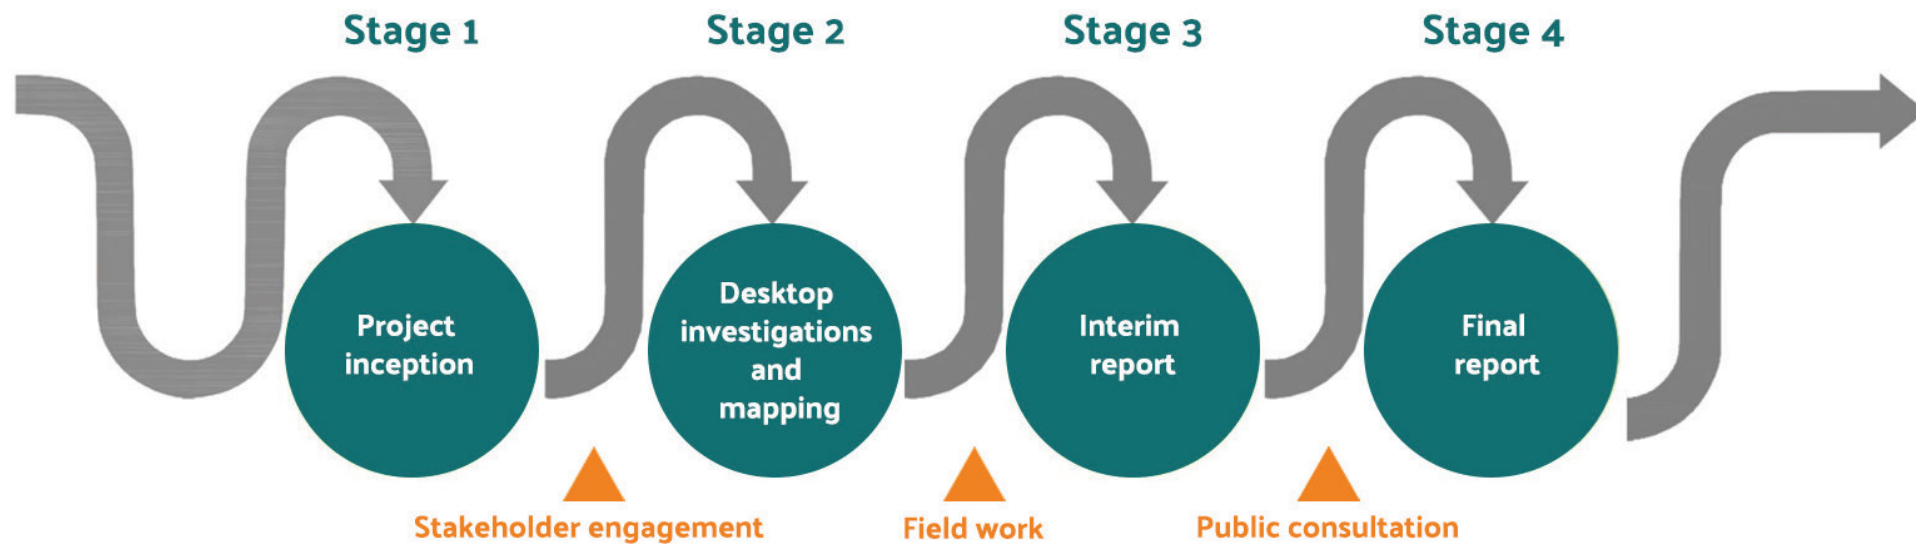 Stage 1
Stage 2
Stage 3
Stage 4
Project
inception
Desktop
investigations
and
mapping
Interim
report
Final
report
Stakeholder engagement
Field work
Public consultation